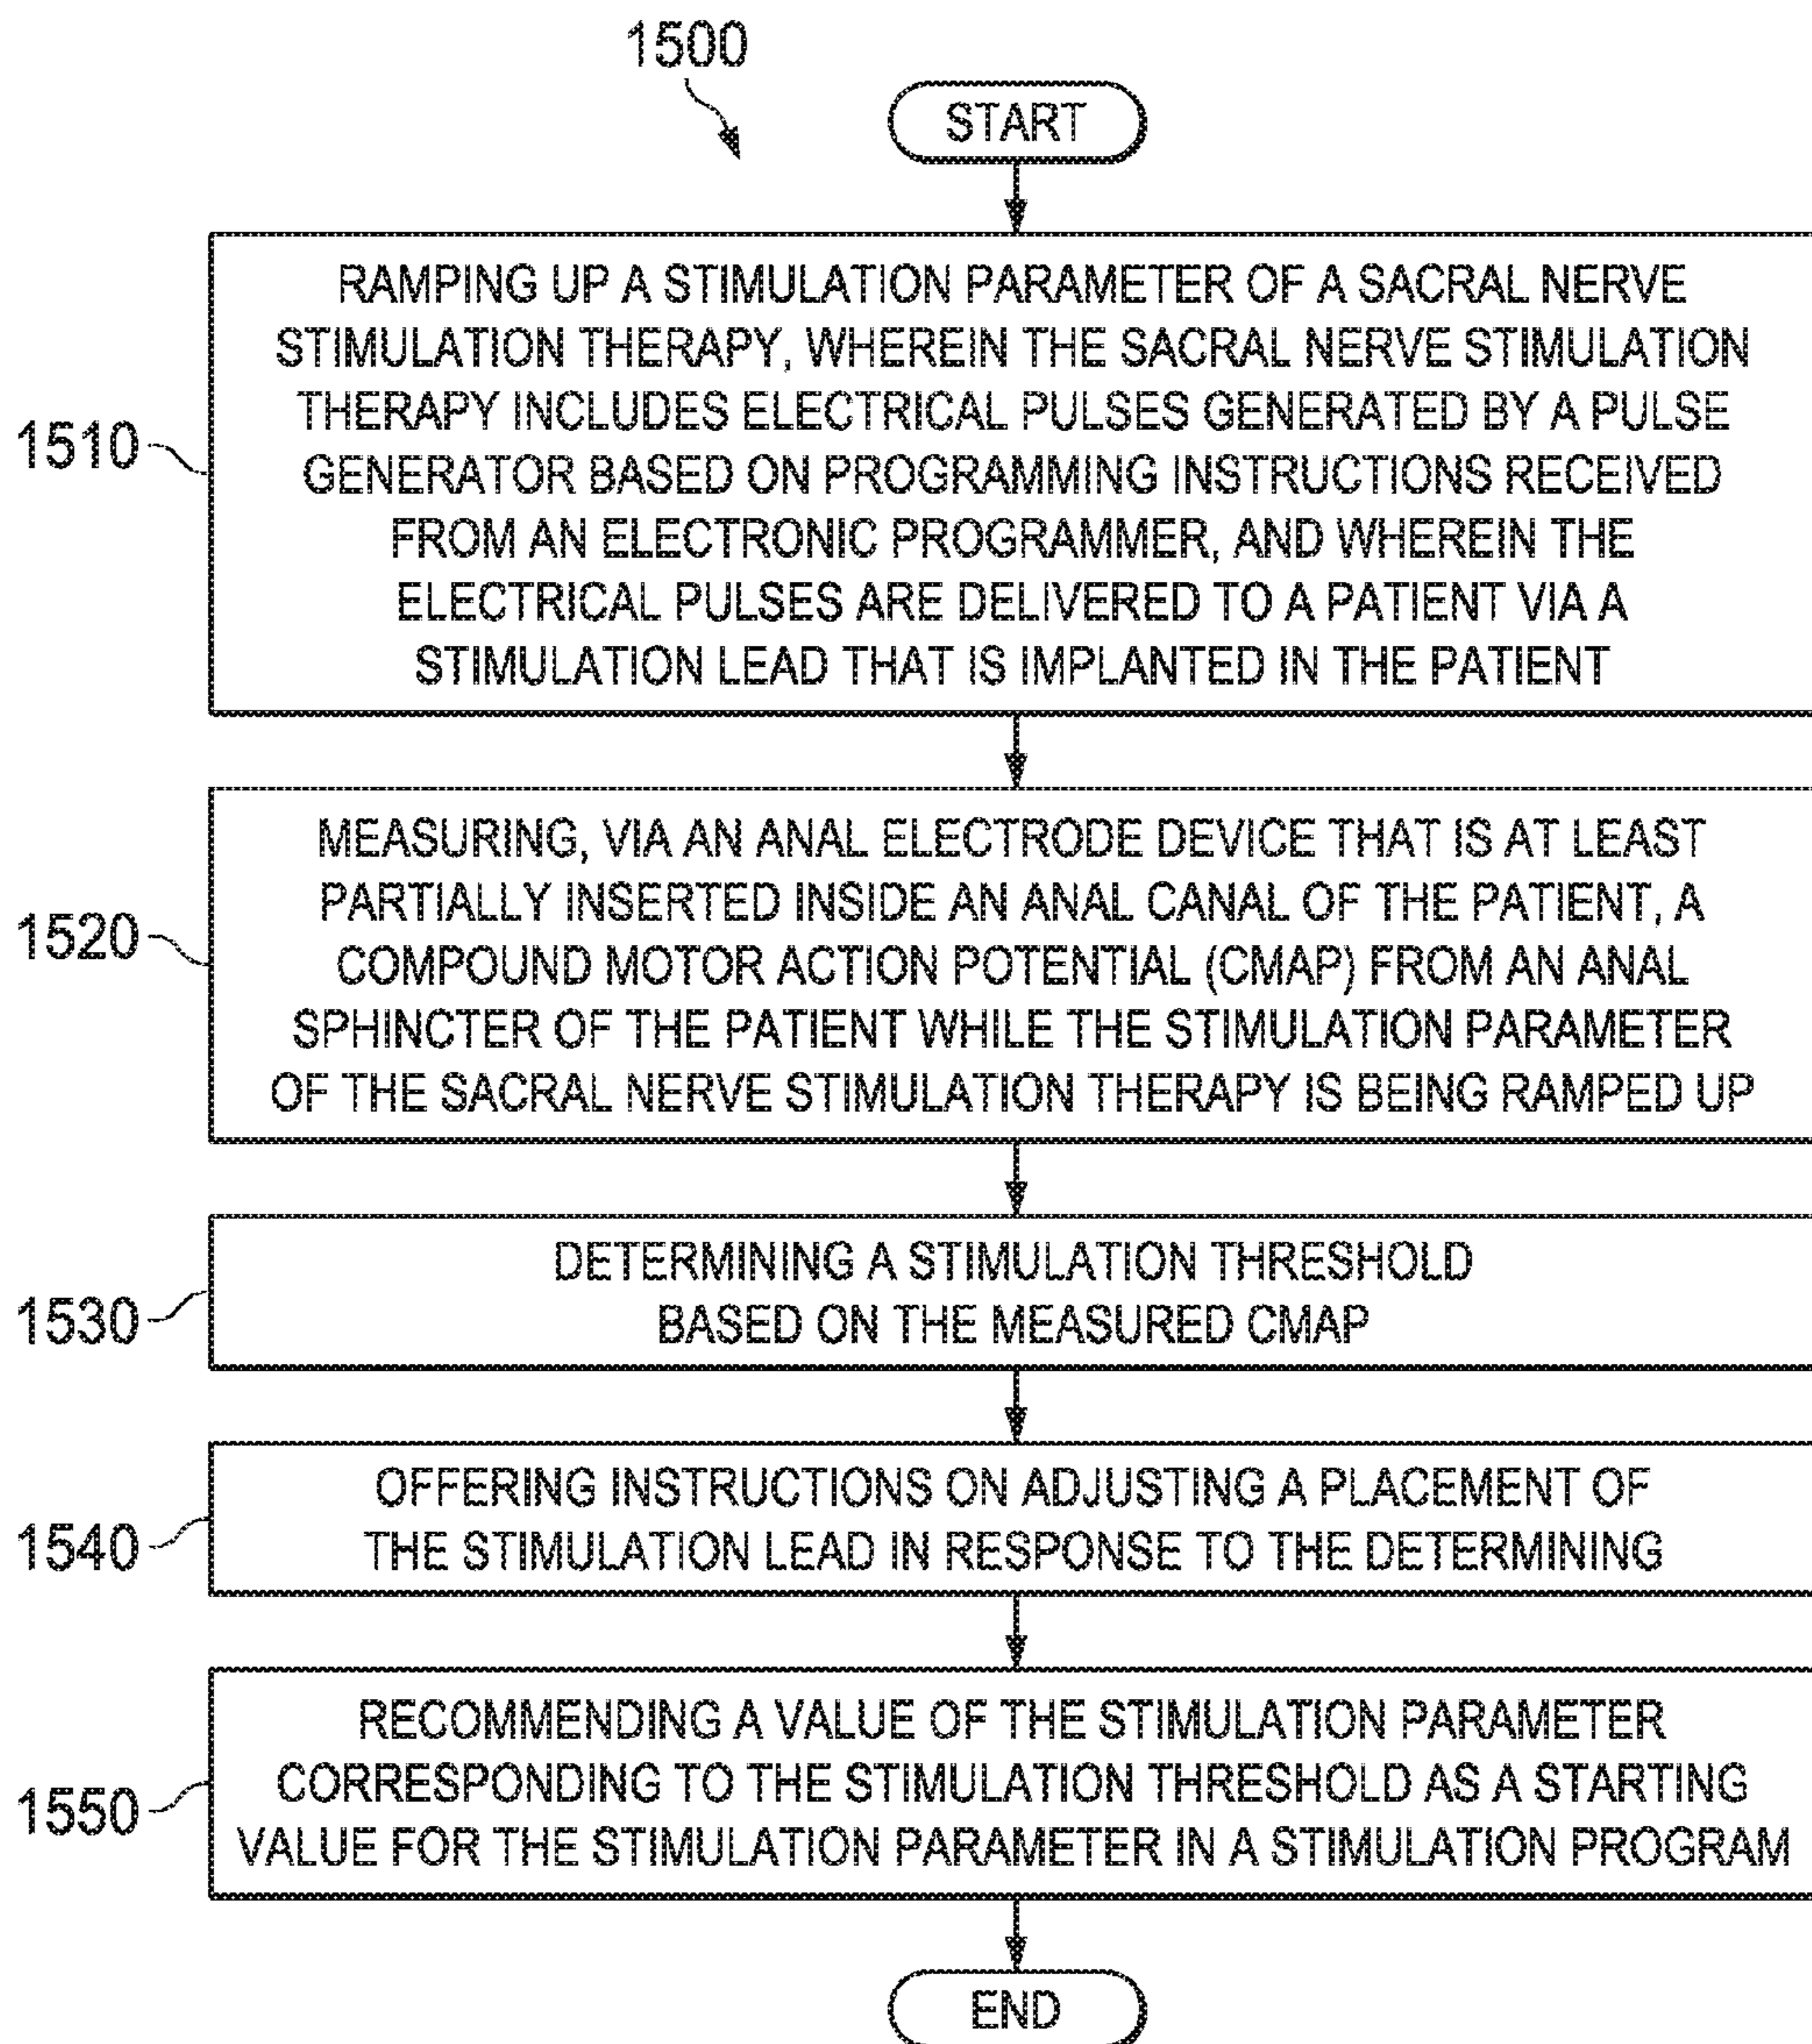 1500
START
1510
RAMPING UP A STIMULATION PARAMETER OF A SACRAL NERVE
STIMULATION THERAPY, WHEREIN THE SACRAL NERVE STIMULATION
THERAPY INCLUDES ELECTRICAL PULSES GENERATED BY A PULSE
GENERATOR BASED ON PROGRAMMING INSTRUCTIONS RECEIVED
FROM AN ELECTRONIC PROGRAMMER, AND WHEREIN THE
ELECTRICAL PULSES ARE DELIVERED TO A PATIENT VIA A
STIMULATION LEAD THAT IS IMPLANTED IN THE PATIENT
1520
MEASURING, VIA AN ANAL ELECTRODE DEVICE THAT IS AT LEAST
PARTIALLY INSERTED INSIDE AN ANAL CANAL OF THE PATIENT, A
COMPOUND MOTOR ACTION POTENTIAL (CMAP) FROM AN ANAL
SPHINCTER OF THE PATIENT WHILE THE STIMULATION PARAMETER
OF THE SACRAL NERVE STIMULATION THERAPY IS BEING RAMPED UP
1530
DETERMINING A STIMULATION THRESHOLD
BASED ON THE MEASURED CMAP
1540
OFFERING INSTRUCTIONS ON ADJUSTING A PLACEMENT OF
THE STIMULATION LEAD IN RESPONSE TO THE DETERMINING
1550
RECOMMENDING A VALUE OF THE STIMULATION PARAMETER
CORRESPONDING TO THE STIMULATION THRESHOLD AS A STARTING
VALUE FOR THE STIMULATION PARAMETER IN A STIMULATION PROGRAM
END